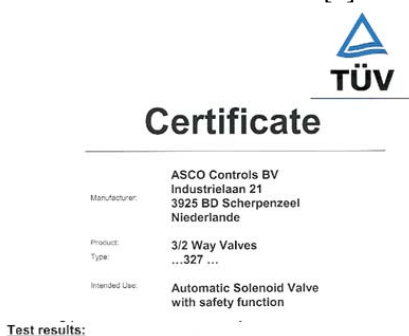 TÜV
Certificate
Manufacturer:
ASCO Controls BV
Industrielaan 21
3925 BD Scherpenzeel
Niederlande
Product:
3/2 Way Valves
Type:
...327 ...
Intended Use:
Automatic Solenoid Valve
with safety function
Test results: